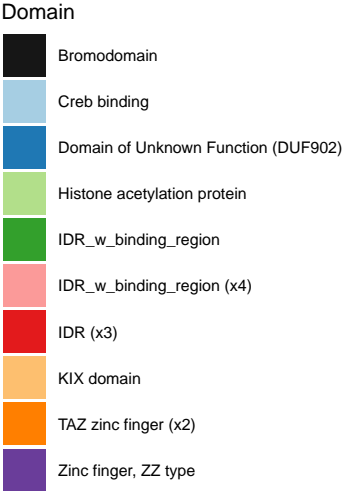 Domain
Bromodomain
Creb binding
Domain of Unknown Function (DUF902)
Histone acetylation protein
IDR_w_binding_region
IDR_w_binding_region (x4)
IDR (x3)
KIX domain
TAZ zinc finger (x2)
Zinc finger, ZZ type